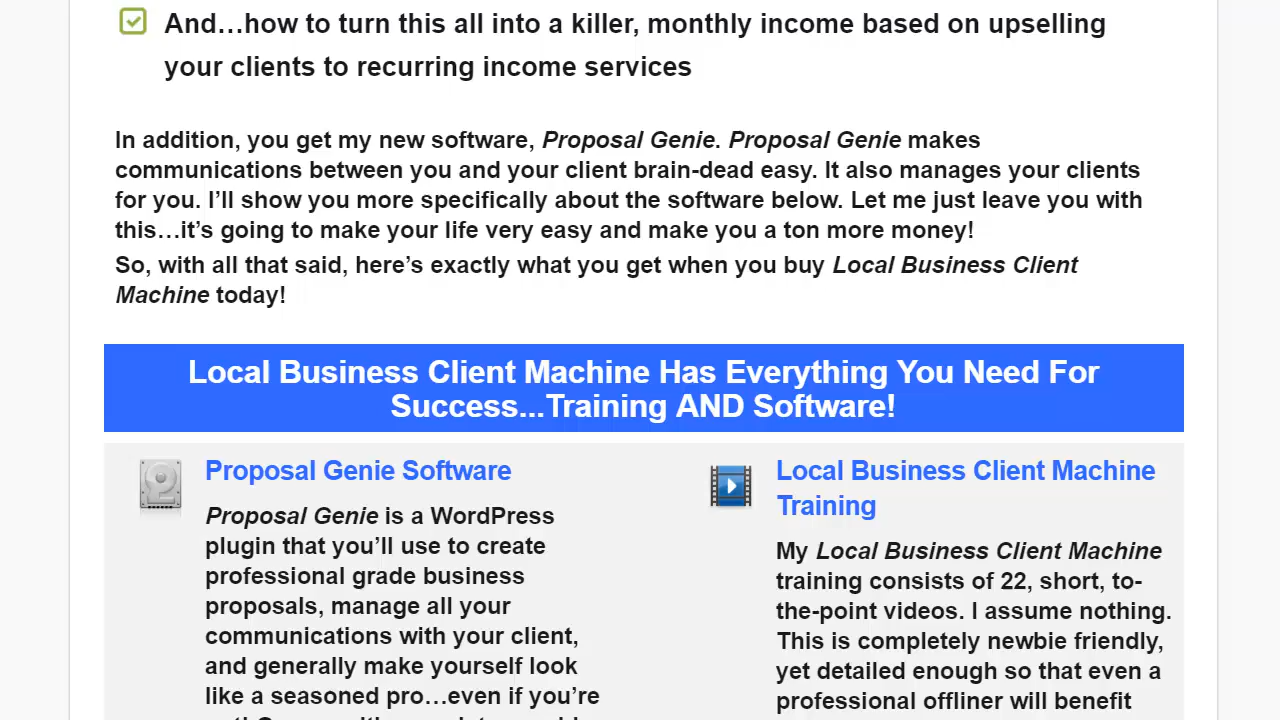 And…how to turn this all into a killer, monthly income based on upselling
your clients to recurring income services
In addition, you get my new software, Proposal Genie. Proposal Genie makes
communications between you and your client brain-dead easy. It also manages your clients
for you. I’ll show you more specifically about the software below. Let me just leave you with
this…it’s going to make your life very easy and make you a ton more money!
So, with all that said, here’s exactly what you get when you buy Local Business Client
Machine today!
Local Business Client Machine Has Everything You Need For
Success...Training AND Software!
Proposal Genie Software
Proposal Genie is a WordPress
plugin that you’ll use to create
professional grade business
proposals, manage all your
communications with your client,
and generally make yourself look
like a seasoned pro…even if you’re
Local Business Client Machine
Training
My Local Business Client Machine
training consists of 22, short, to-
the-point videos. I assume nothing.
This is completely newbie friendly,
yet detailed enough so that even a
professional offliner will benefit